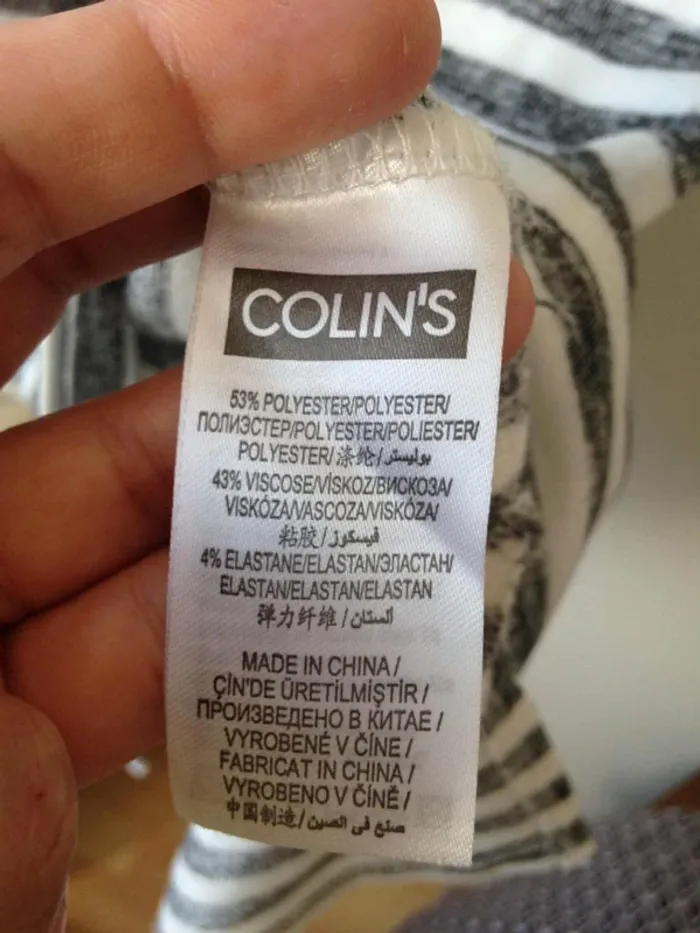 COLIN'S
53% POLYESTER/POLYESTER/
ПОЛИЭСТЕР/POLYESTER/POLIESTER/
POLYESTER/涤纶/بوليستر
43% VISCOSE/VİSKOZ/ВИСКОЗА/
VISKÓZA/VASCOZA/VISKÓZA/
粘胶/فيسكوز
4% ELASTANE/ELASTAN/ЭЛАСТАН/
ELASTAN/ELASTAN/ELASTAN
弹力纤维/الستان
MADE IN CHINA/
ÇİN'DE ÜRETİLMİŞTİR/
ПРОИЗВЕДЕНО В КИТАЕ/
VYROBENÉ V ČÍNE/
FABRICAT IN CHINA/
VYROBENO V ČÍNĚ/
中国制造/صنع في الصين